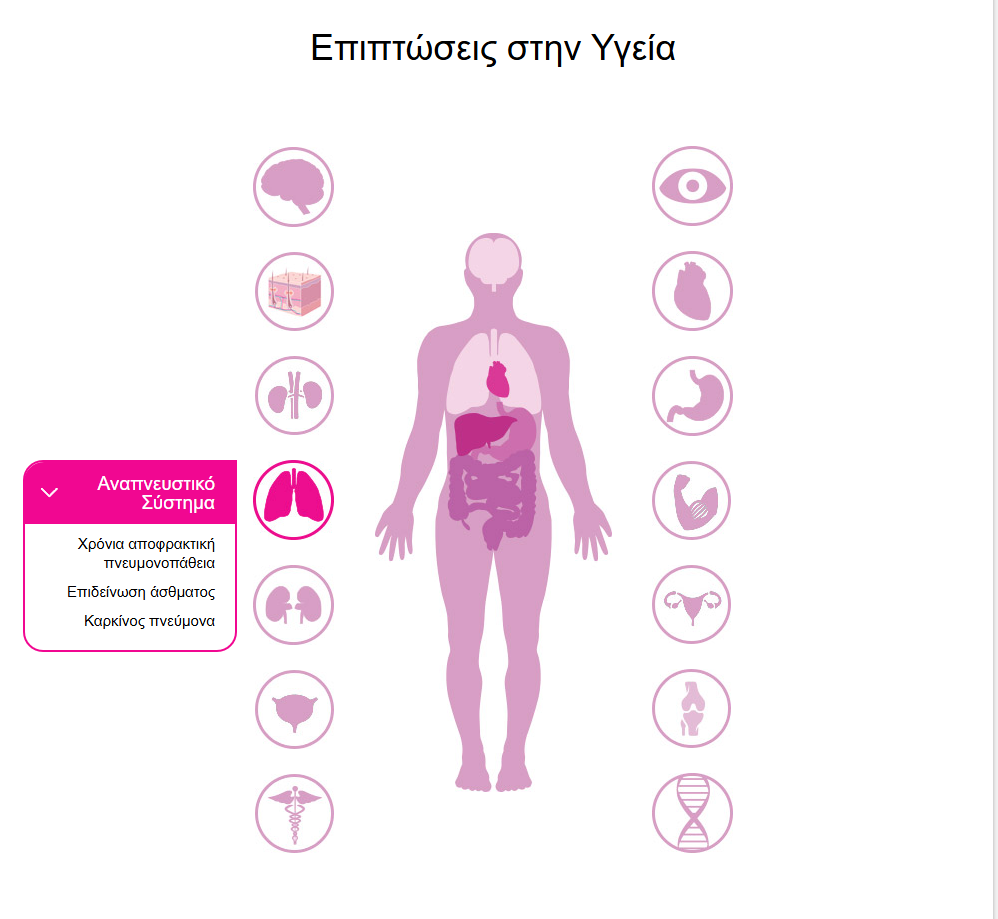 Επιπτώσεις στην Υγεία
Αναπνευστικό
Σύστημα
Χρόνια αποφρακτική
πνευμονοπάθεια
Επιδείνωση άσθματος
Καρκίνος πνεύμονα